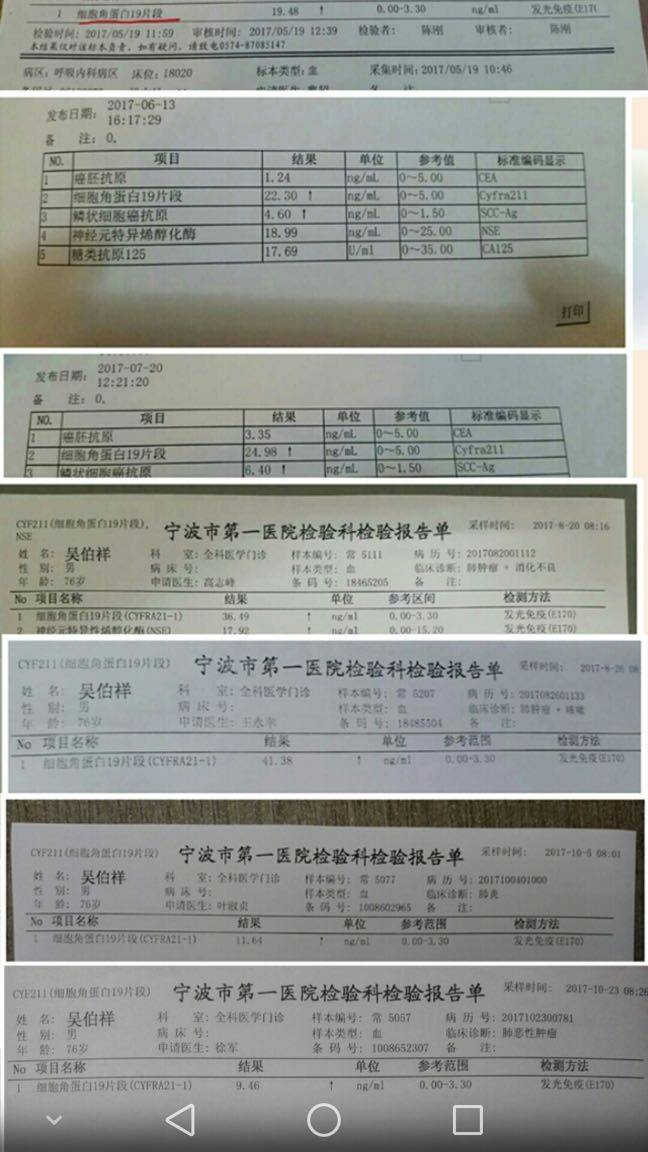 1 细胞角蛋白19片段 19.48 ↑ 0.00-3.30 ng/ml 发光免疫(E17(
检验时间: 2017/05/19 11:59 审核时间: 2017/05/19 12:39 检验者: 陈刚 审核者: 陈刚
本结果仅对该标本负责，如有疑问，请致电0574-87085147
病区: 呼吸内科病区 床位: 18020 标本类型: 血 采集时间: 2017/05/19 10:46
发布日期: 2017-06-13
16:17:29
备 注: 0,
NO. 项目 结果 单位 参考值 标准编码显示
1 癌胚抗原 1.24 ng/mL 0～5.00 CEA
2 细胞角蛋白19片段 22.30 ↑ ng/mL 0～5.00 Cyfra211
3 鳞状细胞癌抗原 4.60 ↑ ng/mL 0～1.50 SCC-Ag
4 神经元特异烯醇化酶 18.99 ng/mL 0～25.00 NSE
5 糖类抗原125 17.69 U/ml 0～35.00 CA125
打印
发布日期: 2017-07-20
12:21:20
备 注: 0,
NO. 项目 结果 单位 参考值 标准编码显示
1 癌胚抗原 3.35 ng/mL 0～5.00 CEA
2 细胞角蛋白19片段 24.98 ↑ ng/mL 0～5.00 Cyfra211
3 鳞状细胞癌抗原 6.40 ↑ ng/mL 0～1.50 SCC-Ag
CYF211(细胞角蛋白19片段), 宁波市第一医院检验科检验报告单 采样时间: 2017-8-20 08:16
NSE
姓 名: 吴伯祥 科 室: 全科医学门诊 样本编号: 常 5111 病 历 号: 2017082001112
性 别: 男 病 床 号: 样本类型: 血 临床诊断: 肺肿瘤 + 消化不良
年 龄: 76岁 申请医生: 高志峰 条 码 号: 18465205 备 注:
No 项目名称 结果 单位 参考区间 检测方法
1 细胞角蛋白19片段(CYFRA21-1) 36.49 ↑ ng/ml 0.00-3.30 发光免疫(E170)
2 神经元特异性烯醇化酶(NSE) 17.92 ↑ ng/ml 0.00-15.20 发光免疫(E170)
CYF211(细胞角蛋白19片段) 宁波市第一医院检验科检验报告单 采样时间: 2017-8-26 08
姓 名: 吴伯祥 科 室: 全科医学门诊 样本编号: 常 5207 病 历 号: 2017082601133
性 别: 男 病 床 号: 样本类型: 血 临床诊断: 肺肿瘤 + 咳嗽
年 龄: 76岁 申请医生: 王永 条 码 号: 18485504 备 注:
No 项目名称 结果 单位 参考范围 检测方法
1 细胞角蛋白19片段(CYFRA21-1) 41.38 ↑ ng/ml 0.00-3.30 发光免疫(E170)
CYF211(细胞角蛋白19片段) 宁波市第一医院检验科检验报告单 采样时间: 2017-10-5 08:01
姓 名: 吴伯祥 科 室: 全科医学门诊 样本编号: 常 5077 病 历 号: 2017100401000
性 别: 男 病 床 号: 样本类型: 血 临床诊断: 肺炎
年 龄: 76岁 申请医生: 叶淑贞 条 码 号: 1008602965 备 注:
No 项目名称 结果 单位 参考范围 检测方法
1 细胞角蛋白19片段(CYFRA21-1) 11.64 ↑ ng/ml 0.00-3.30 发光免疫(E170)
CYF211(细胞角蛋白19片段) 宁波市第一医院检验科检验报告单 采样时间: 2017-10-23 08:26
姓 名: 吴伯祥 科 室: 全科医学门诊 样本编号: 常 5057 病 历 号: 2017102300781
性 别: 男 病 床 号: 样本类型: 血 临床诊断: 肺恶性肿瘤
年 龄: 76岁 申请医生: 徐军 条 码 号: 1008652307 备 注:
No 项目名称 结果 单位 参考范围 检测方法
1 细胞角蛋白19片段(CYFRA21-1) 9.46 ↑ ng/ml 0.00-3.30 发光免疫(E170)